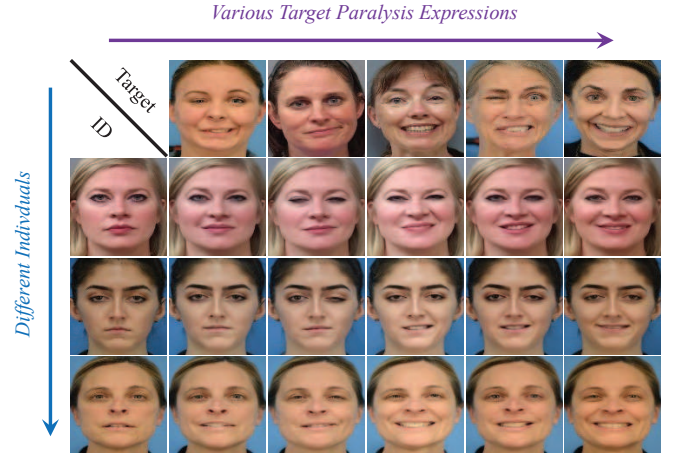 Various Target Paralysis Expressions
Target
ID
Different Indivduals